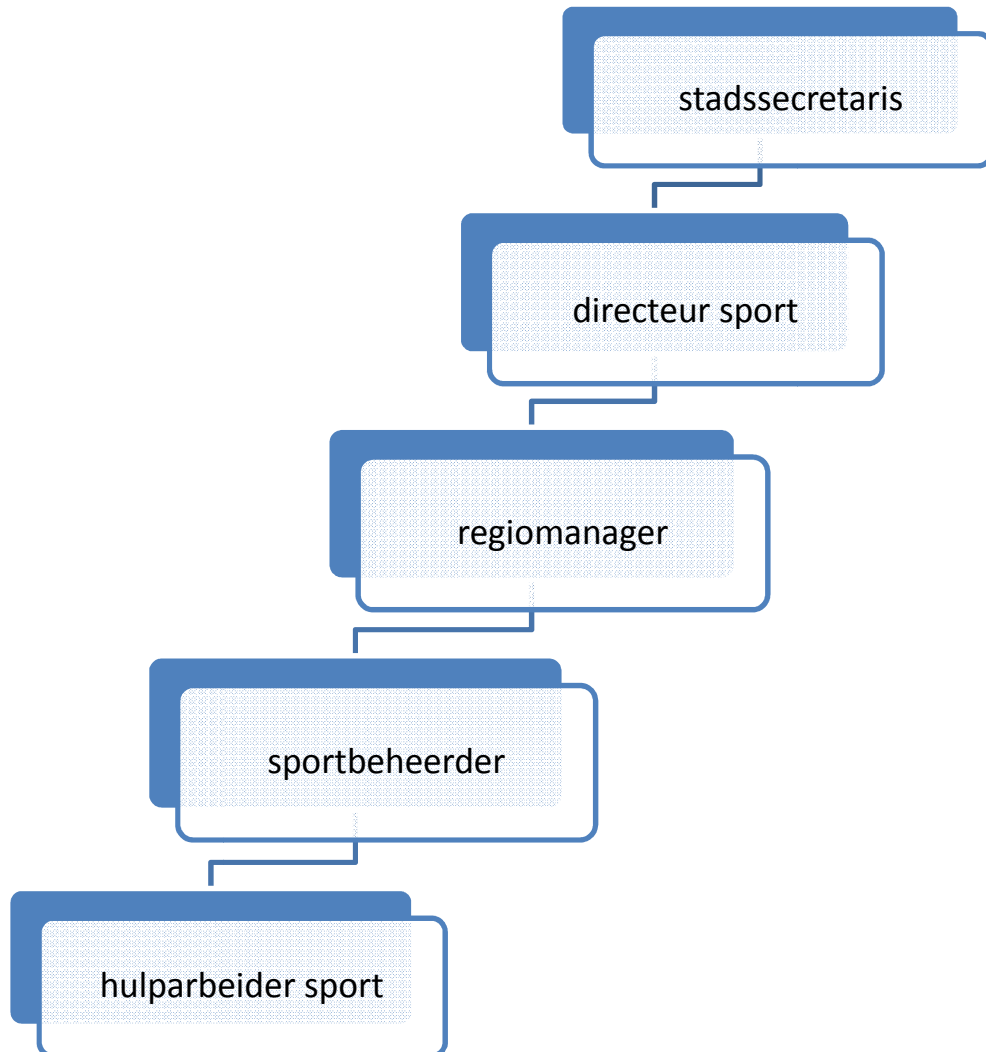 stadssecretaris
directeur sport
regiomanager
sportbeheerder
hulparbeider sport